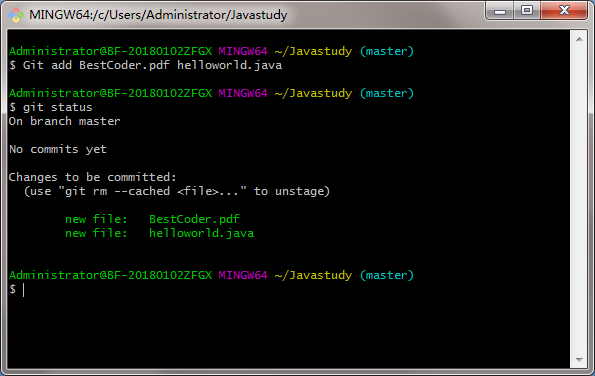 MINGW64:/c/Users/Administrator/Javastudy
Administrator@BF-20180102ZFGX MINGW64 ~/Javastudy (master)
$ Git add BestCoder.pdf helloworld.java
Administrator@BF-20180102ZFGX MINGW64 ~/Javastudy (master)
$ git status
On branch master
No commits yet
Changes to be committed:
  (use "git rm --cached <file>..." to unstage)
        new file:   BestCoder.pdf
        new file:   helloworld.java
Administrator@BF-20180102ZFGX MINGW64 ~/Javastudy (master)
$